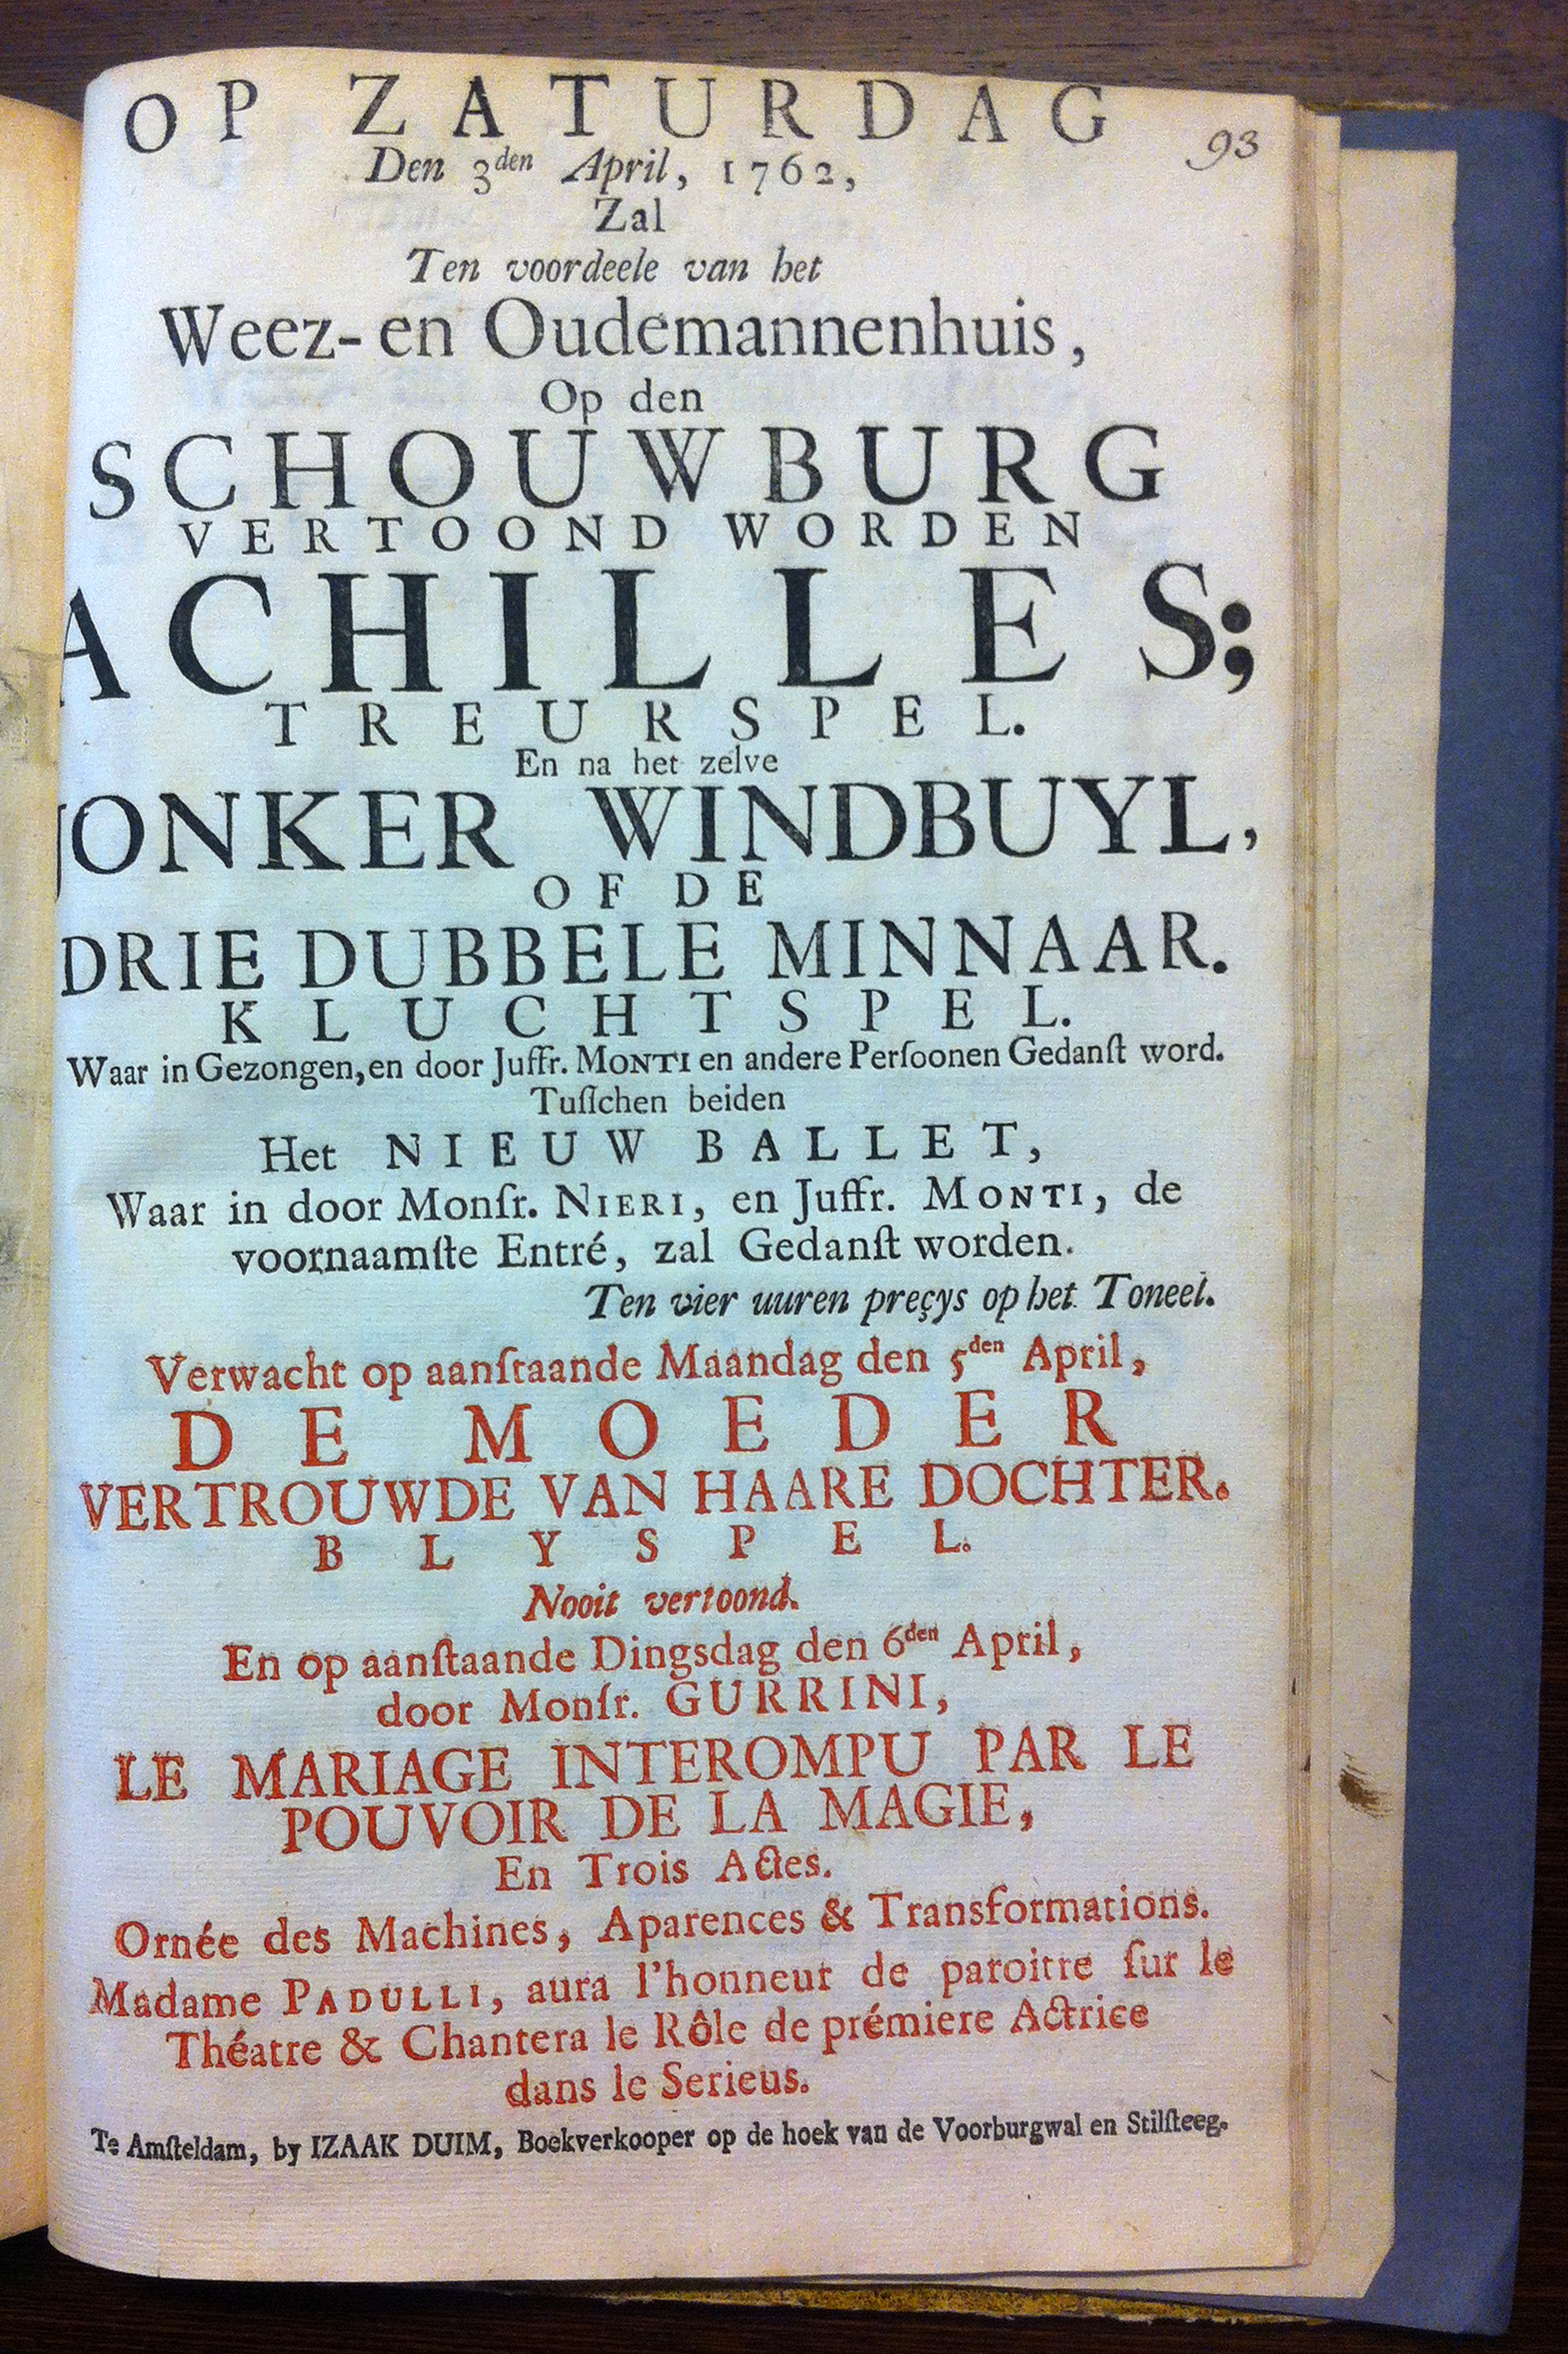 93
OP ZATURDAG
Den 3den April, 1762,
Zal
Ten voordeele van het
Weez- en Oudemannenhuis,
Op den
SCHOUWBURG
VERTOOND WORDEN
ACHILLES;
TREURSPEL.
En na het zelve
JONKER WINDBUYL,
OF DE
DRIE DUBBELE MINNAAR.
KLUCHTSPEL.
Waar in Gezongen, en door Juffr. MONTI en andere Perſoonen Gedanſt word.
Tuſſchen beiden
Het NIEUW BALLET,
Waar in door Monſr. NIERI, en Juffr. MONTI, de
voornaamſte Entré, zal Gedanſt worden.
Ten vier uuren preçys op het Toneel.
Verwacht op aanſtaande Maandag den 5den April,
DE MOEDER
VERTROUWDE VAN HAARE DOCHTER.
BLYSPEL.
Nooit vertoond.
En op aanſtaande Dingsdag den 6den April,
door Monſr. GURRINI,
LE MARIAGE INTEROMPU PAR LE
POUVOIR DE LA MAGIE,
En Trois Actes.
Ornée des Machines, Aparences & Transformations.
Madame PADULLI, aura l'honneur de paroitre ſur le
Théatre & Chantera le Rôle de prémiere Actrice
dans le Serieus.
Te Amſteldam, by IZAAK DUIM, Boekverkooper op de hoek van de Voorburgwal en Stilſteeg.